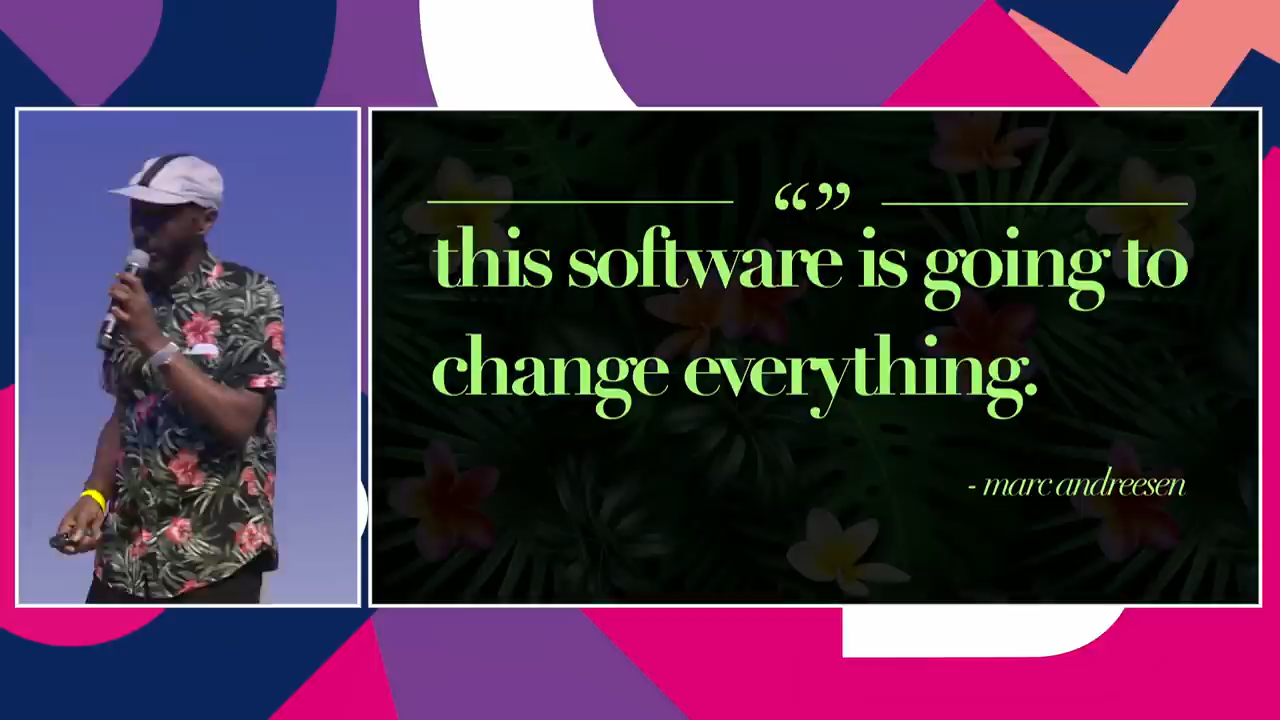 “”
this software is going to
change everything.
- marc andreesen